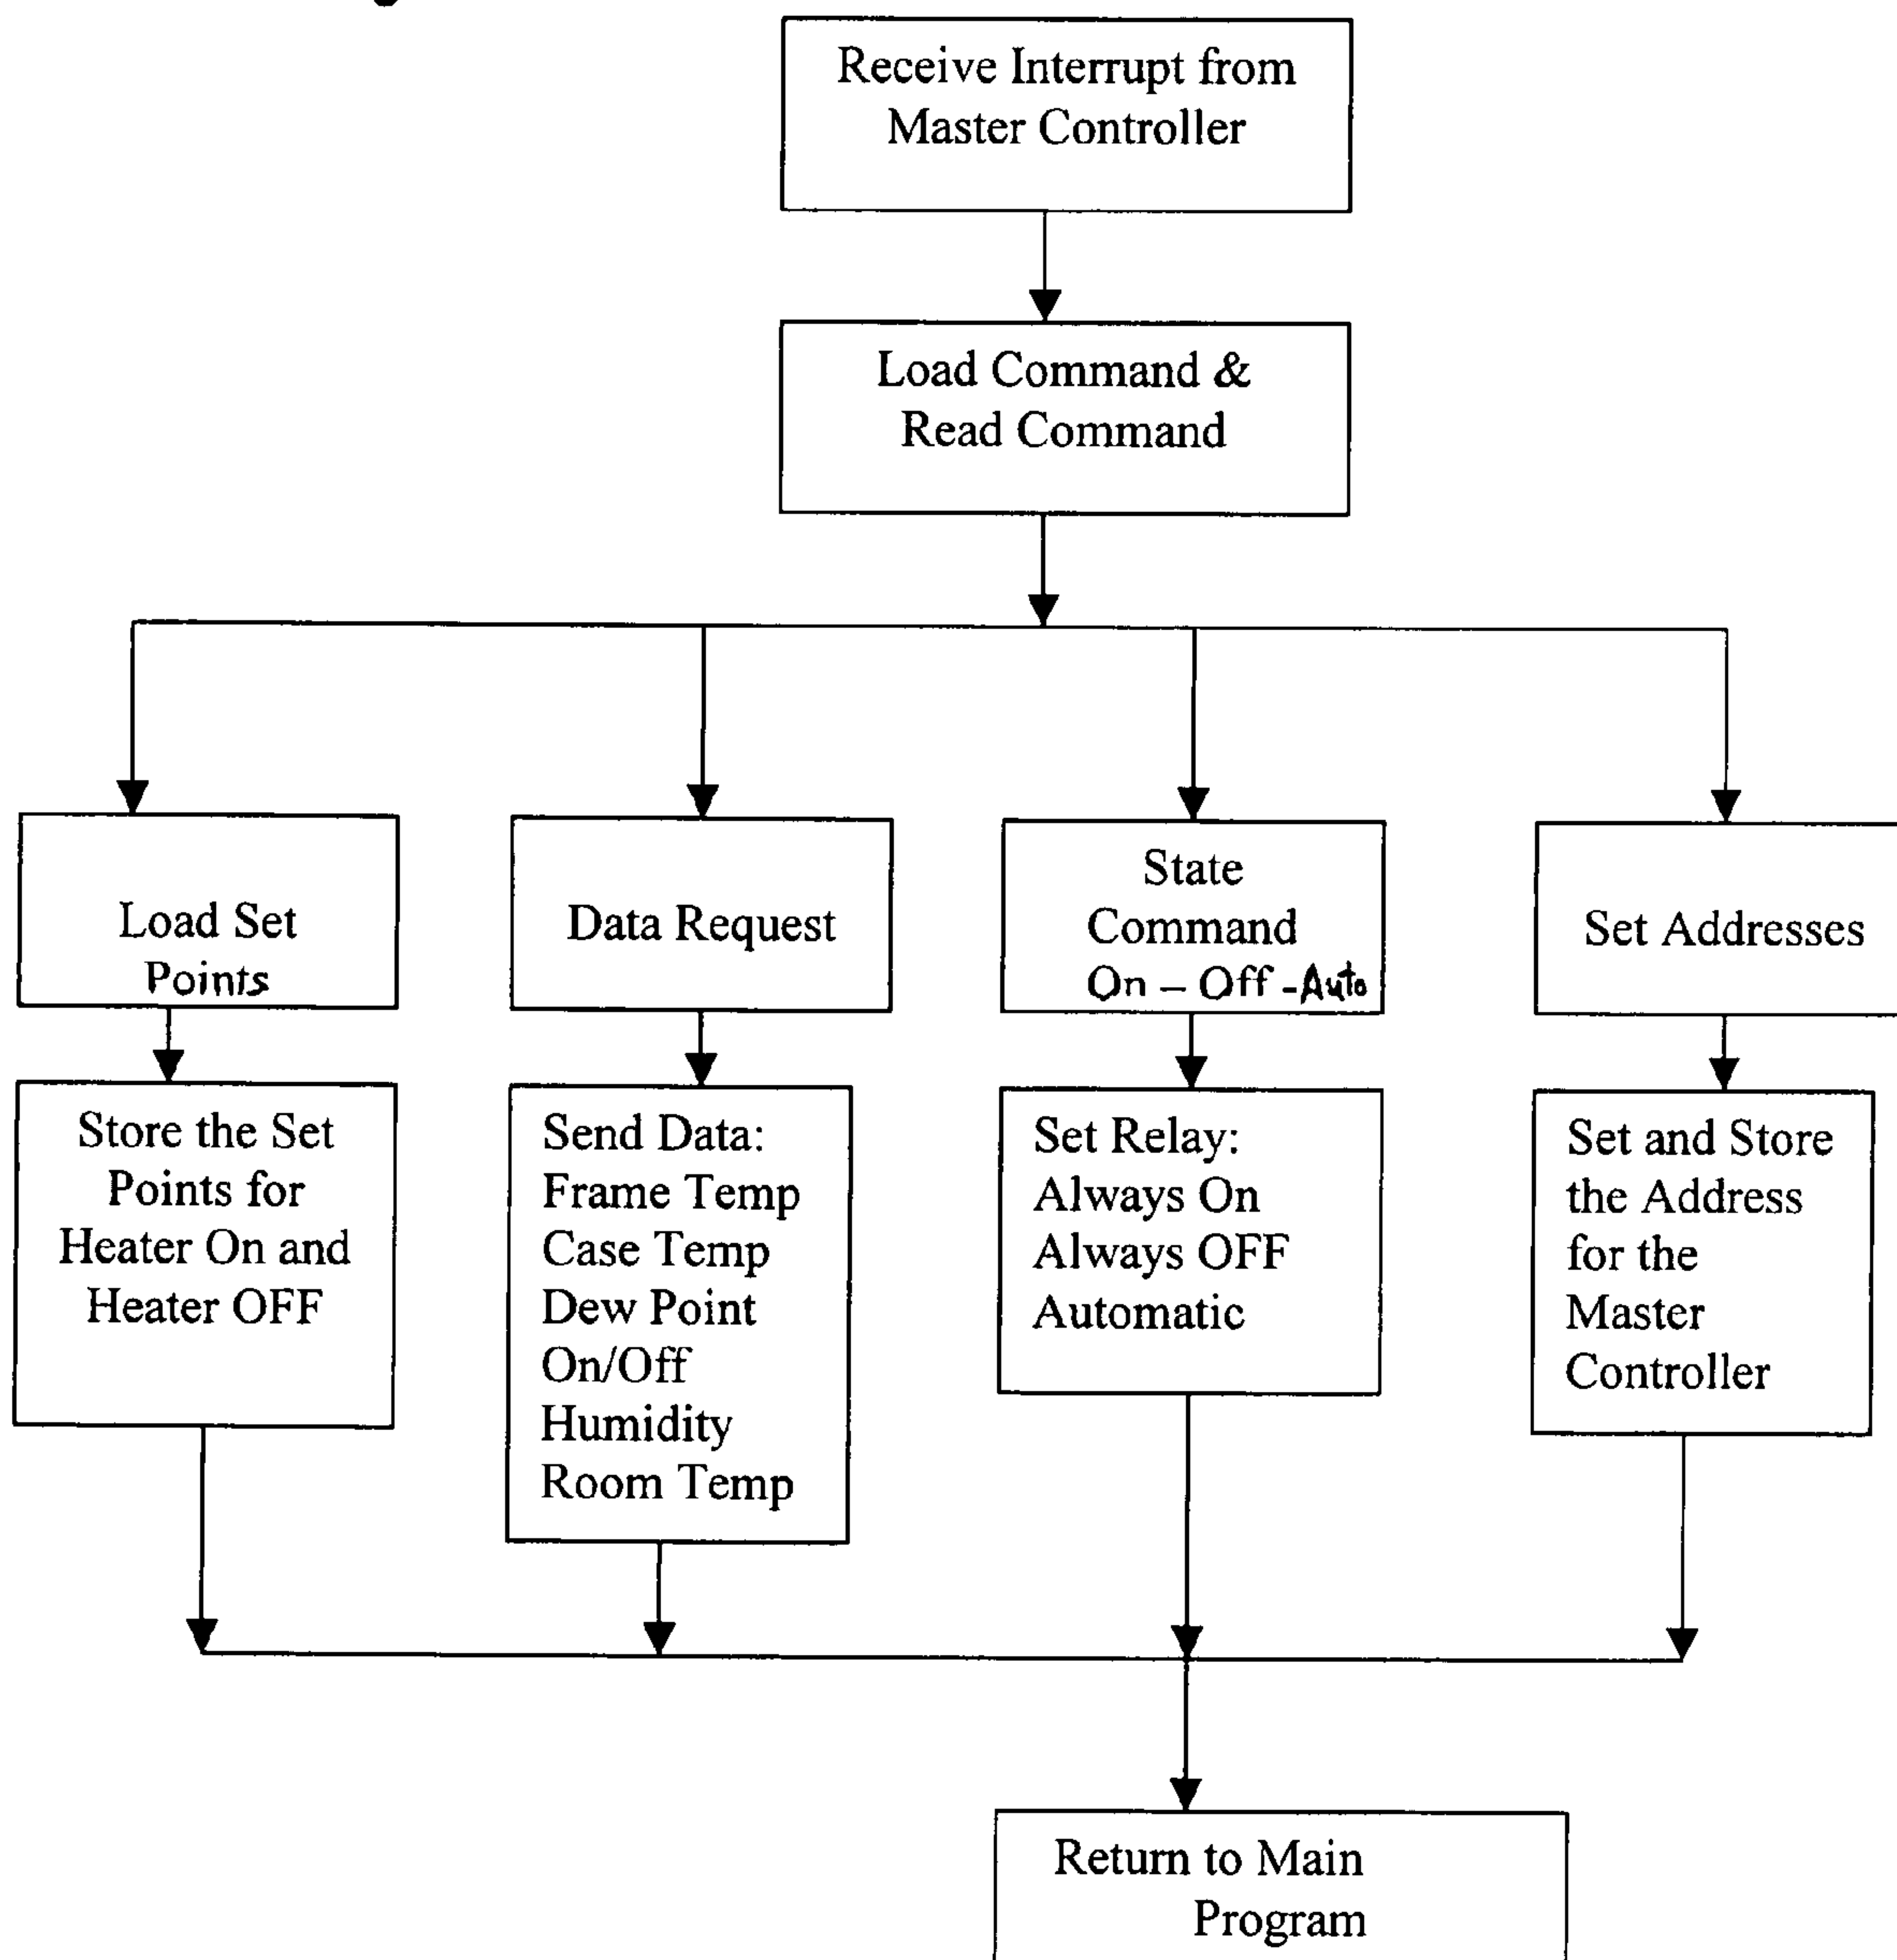 Receive Interrupt from
Master Controller
Load Command &
Read Command
Load Set
Points
Data Request
State
Command
On – Off -Auto
Set Addresses
Store the Set
Points for
Heater On and
Heater OFF
Send Data:
Frame Temp
Case Temp
Dew Point
On/Off
Humidity
Room Temp
Set Relay:
Always On
Always OFF
Automatic
Set and Store
the Address
for the
Master
Controller
Return to Main
Program